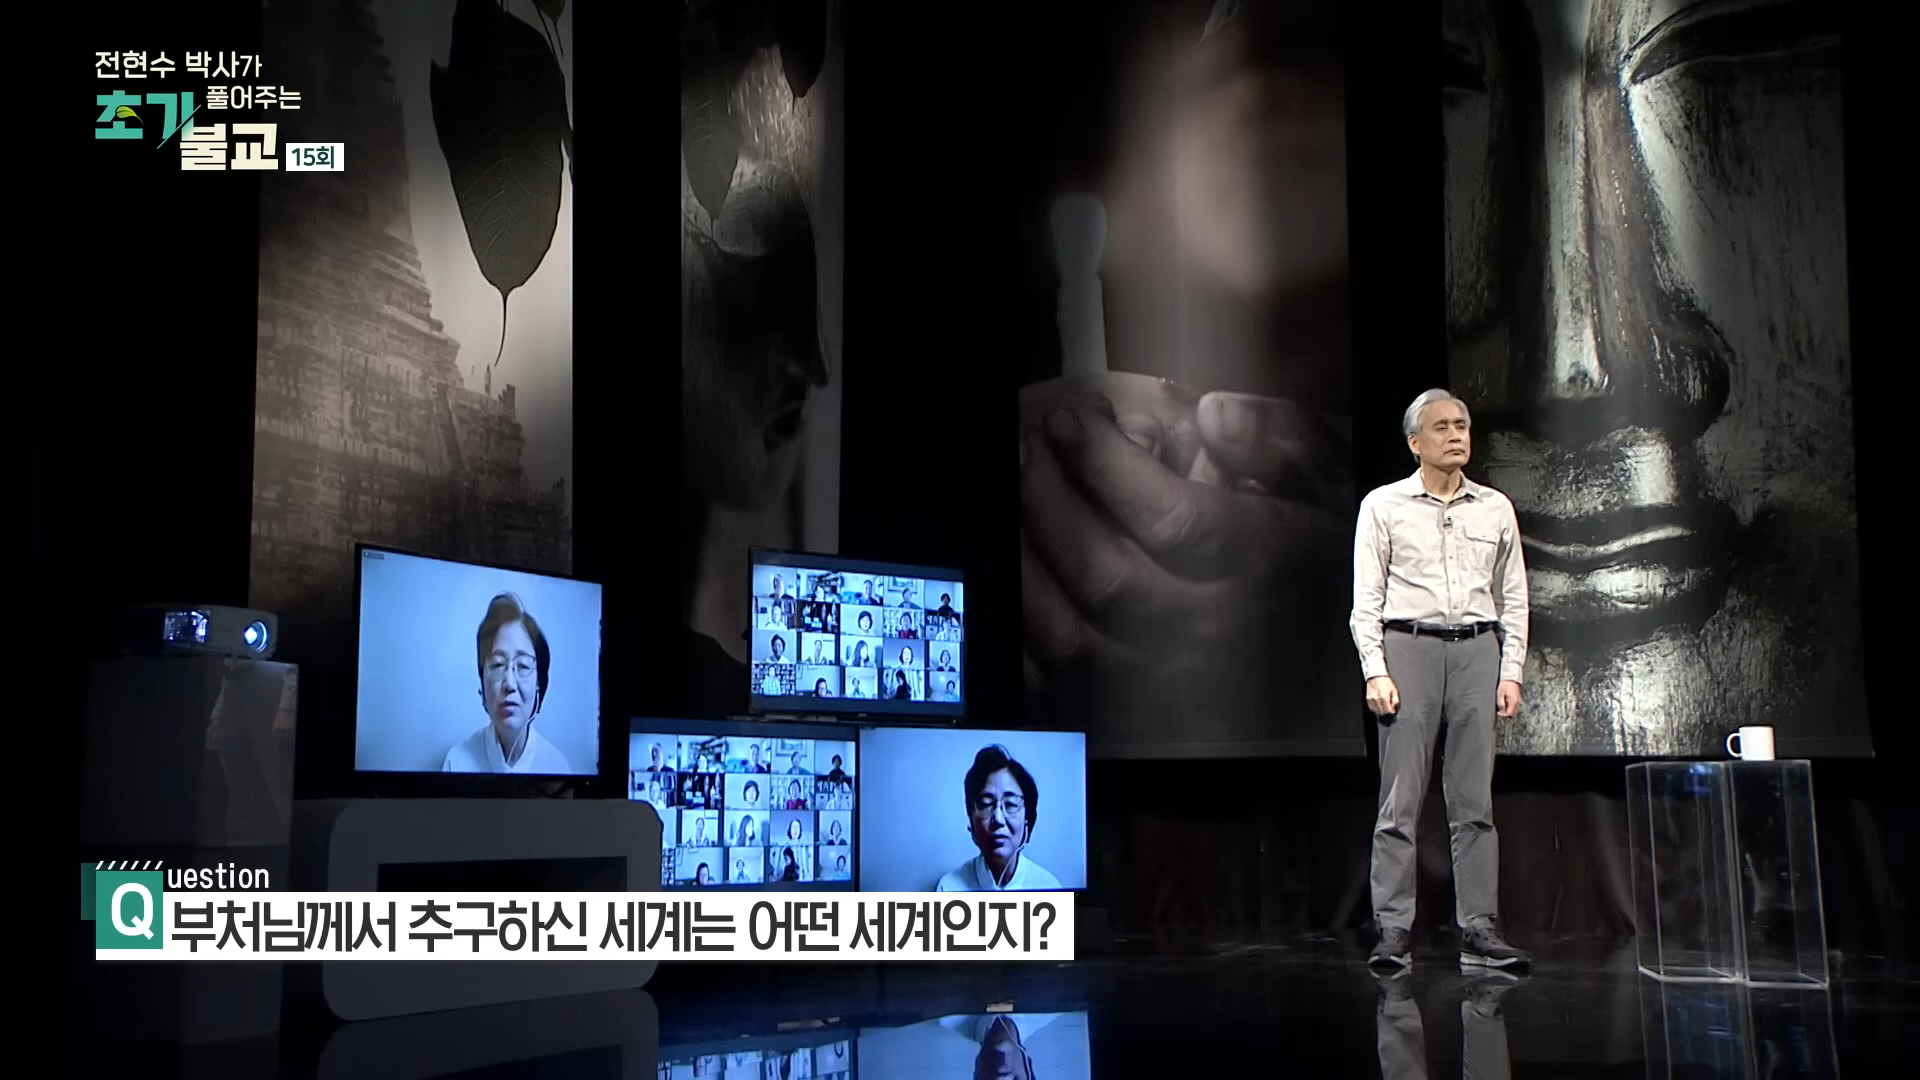 전현수 박사가
풀어주는
초기
불교 15회
Question
부처님께서 추구하신 세계는 어떤 세계인지?